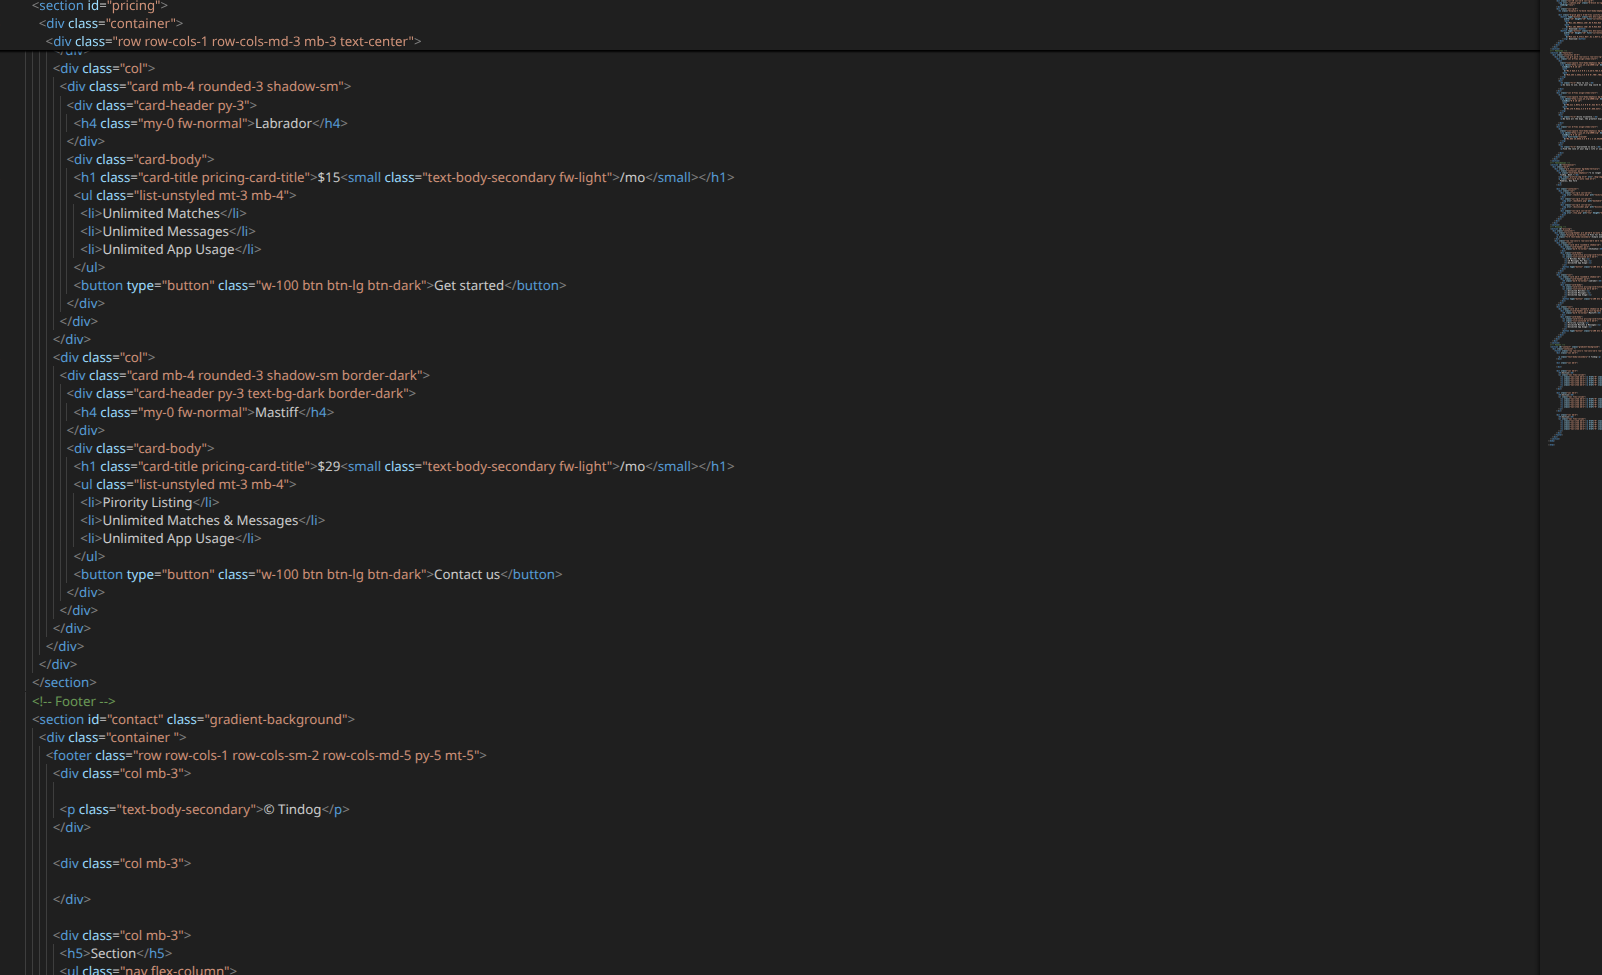 <section id="pricing">
<div class="container">
<div class="row row-cols-1 row-cols-md-3 mb-3 text-center">
<div class="col">
<div class="card mb-4 rounded-3 shadow-sm">
<div class="card-header py-3">
<h4 class="my-0 fw-normal">Labrador</h4>
</div>
<div class="card-body">
<h1 class="card-title pricing-card-title">$15<small class="text-body-secondary fw-light">/mo</small></h1>
<ul class="list-unstyled mt-3 mb-4">
<li>Unlimited Matches</li>
<li>Unlimited Messages</li>
<li>Unlimited App Usage</li>
</ul>
<button type="button" class="w-100 btn btn-lg btn-dark">Get started</button>
</div>
</div>
</div>
<div class="col">
<div class="card mb-4 rounded-3 shadow-sm border-dark">
<div class="card-header py-3 text-bg-dark border-dark">
<h4 class="my-0 fw-normal">Mastiff</h4>
</div>
<div class="card-body">
<h1 class="card-title pricing-card-title">$29<small class="text-body-secondary fw-light">/mo</small></h1>
<ul class="list-unstyled mt-3 mb-4">
<li>Pirority Listing</li>
<li>Unlimited Matches & Messages</li>
<li>Unlimited App Usage</li>
</ul>
<button type="button" class="w-100 btn btn-lg btn-dark">Contact us</button>
</div>
</div>
</div>
</div>
</div>
</section>
<!-- Footer -->
<section id="contact" class="gradient-background">
<div class="container ">
<footer class="row row-cols-1 row-cols-sm-2 row-cols-md-5 py-5 mt-5">
<div class="col mb-3">
<p class="text-body-secondary">© Tindog</p>
</div>
<div class="col mb-3">
</div>
<div class="col mb-3">
<h5>Section</h5>
<ul class="nav flex-column">